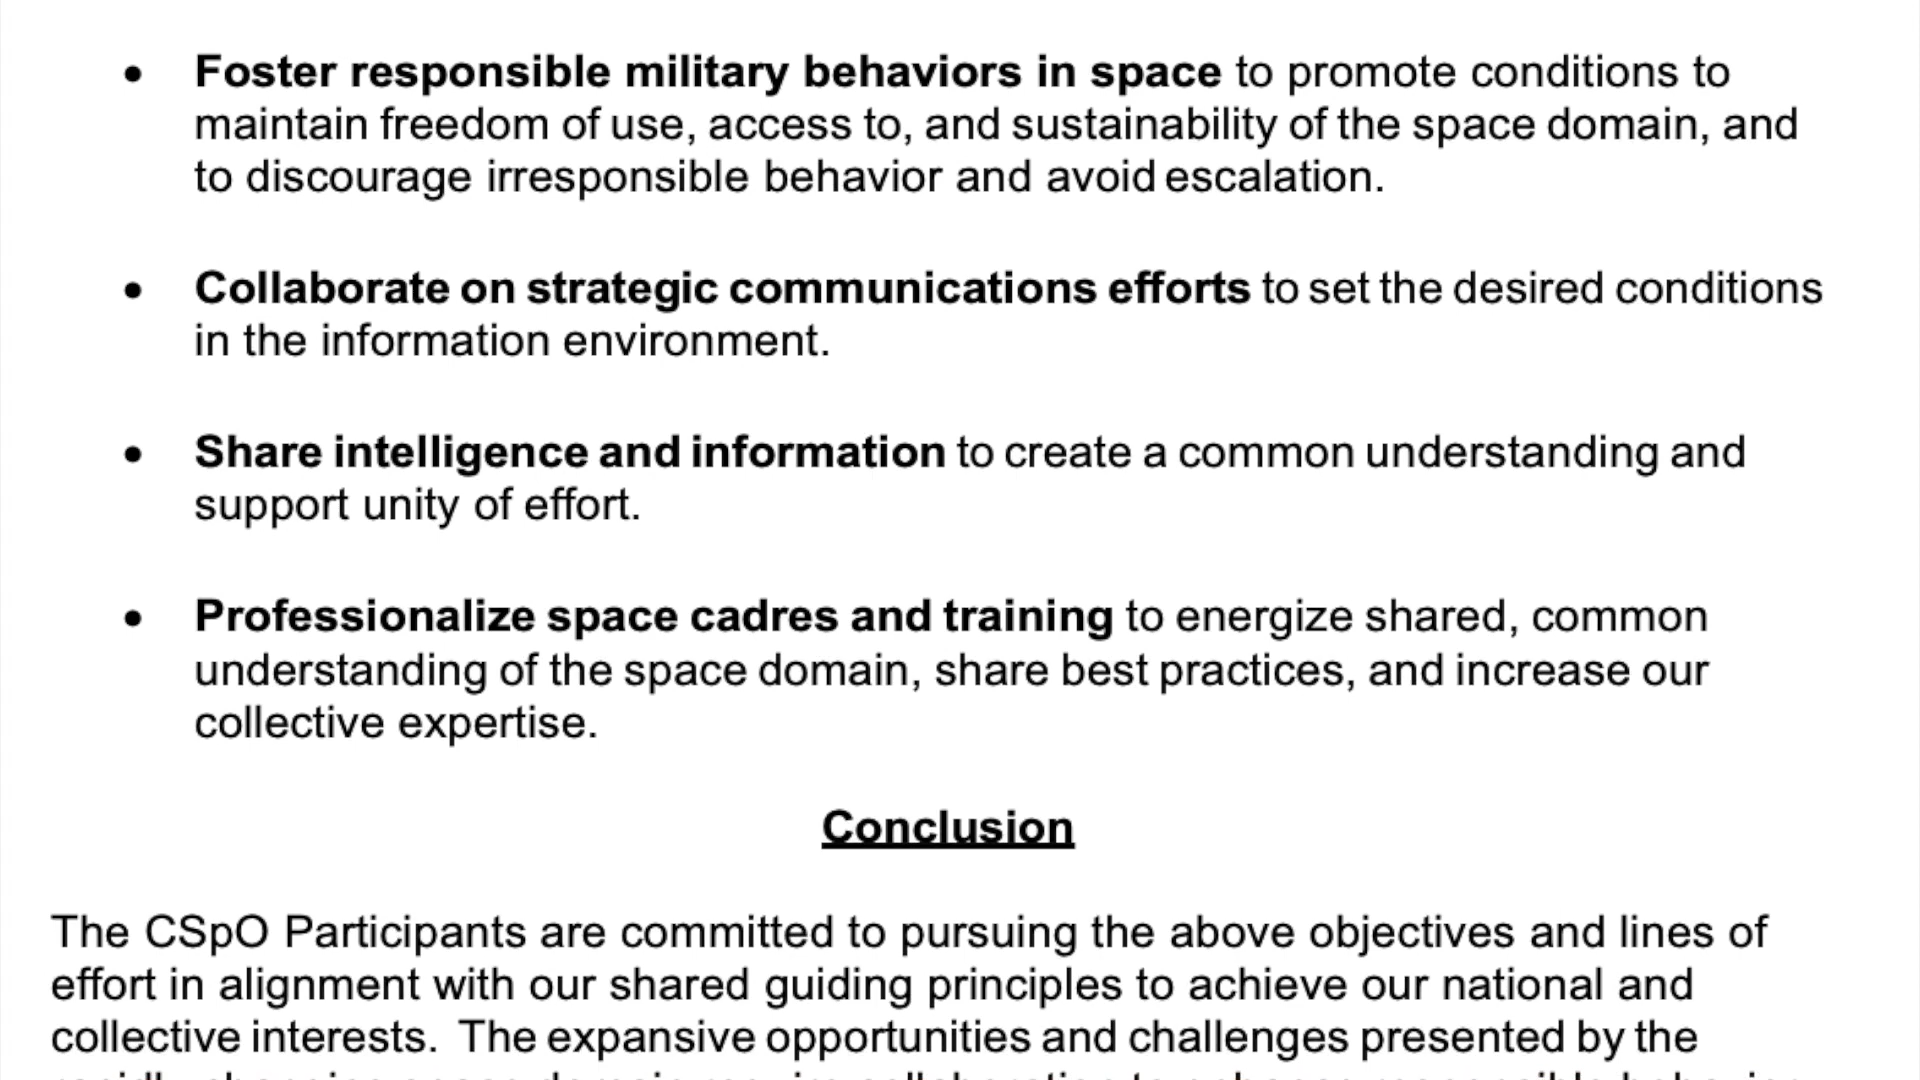 • Foster responsible military behaviors in space to promote conditions to
maintain freedom of use, access to, and sustainability of the space domain, and
to discourage irresponsible behavior and avoid escalation.
• Collaborate on strategic communications efforts to set the desired conditions
in the information environment.
• Share intelligence and information to create a common understanding and
support unity of effort.
• Professionalize space cadres and training to energize shared, common
understanding of the space domain, share best practices, and increase our
collective expertise.
Conclusion
The CSpO Participants are committed to pursuing the above objectives and lines of
effort in alignment with our shared guiding principles to achieve our national and
collective interests. The expansive opportunities and challenges presented by the